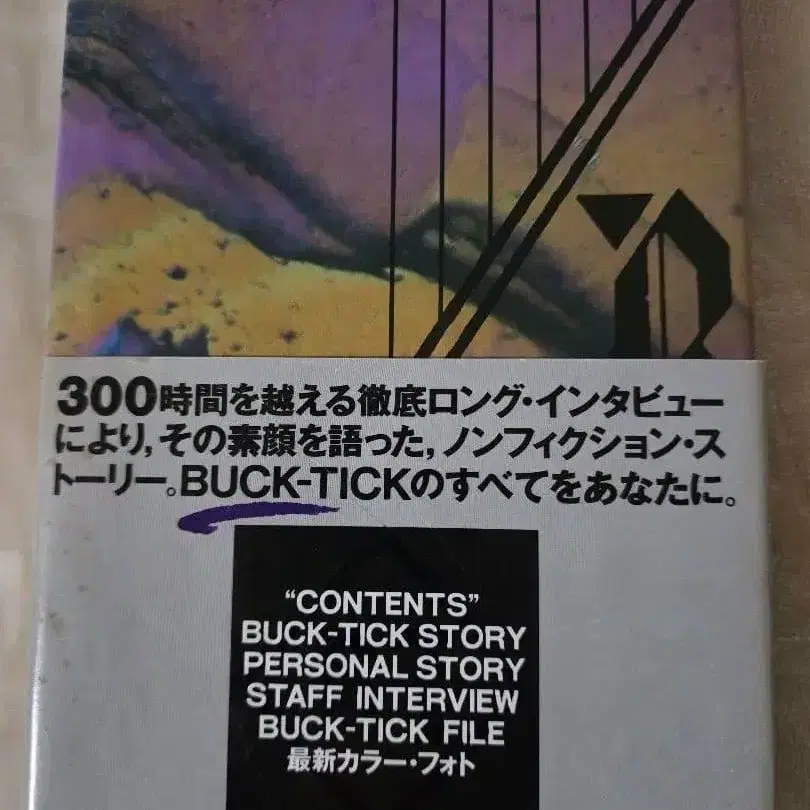 300時間を越える徹底ロング・インタビュー
により,その素顔を語った,ノンフィクション・ス
トーリー。BUCK-TICKのすべてをあなたに。
“CONTENTS”
BUCK-TICK STORY
PERSONAL STORY
STAFF INTERVIEW
BUCK-TICK FILE
最新カラー・フォト